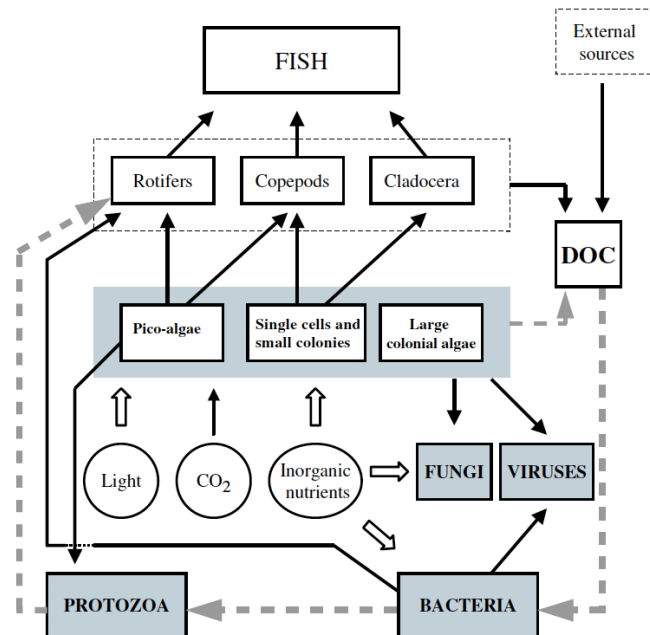 External
sources
FISH
Rotifers
Copepods
Cladocera
DOC
Pico-algae
Single cells and
small colonies
Large
colonial algae
Light
CO2
Inorganic
nutrients
FUNGI
VIRUSES
PROTOZOA
BACTERIA